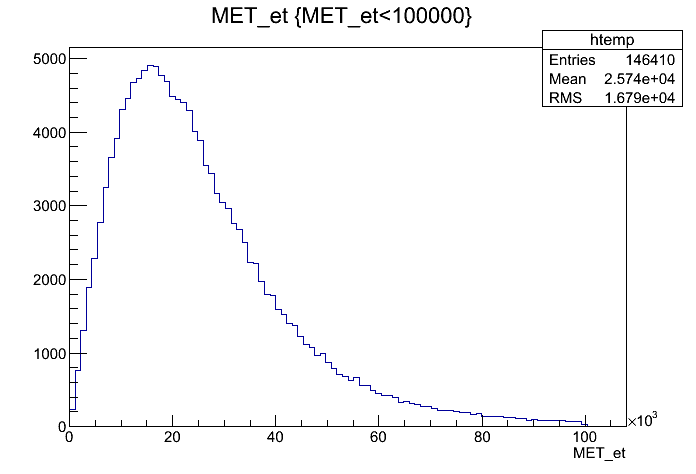 MET_et {MET_et<100000}
htemp
Entries 146410
Mean 2.574e+04
RMS 1.679e+04
5000
4000
3000
2000
1000
0
0 20 40 60 80 100
×10³
MET_et